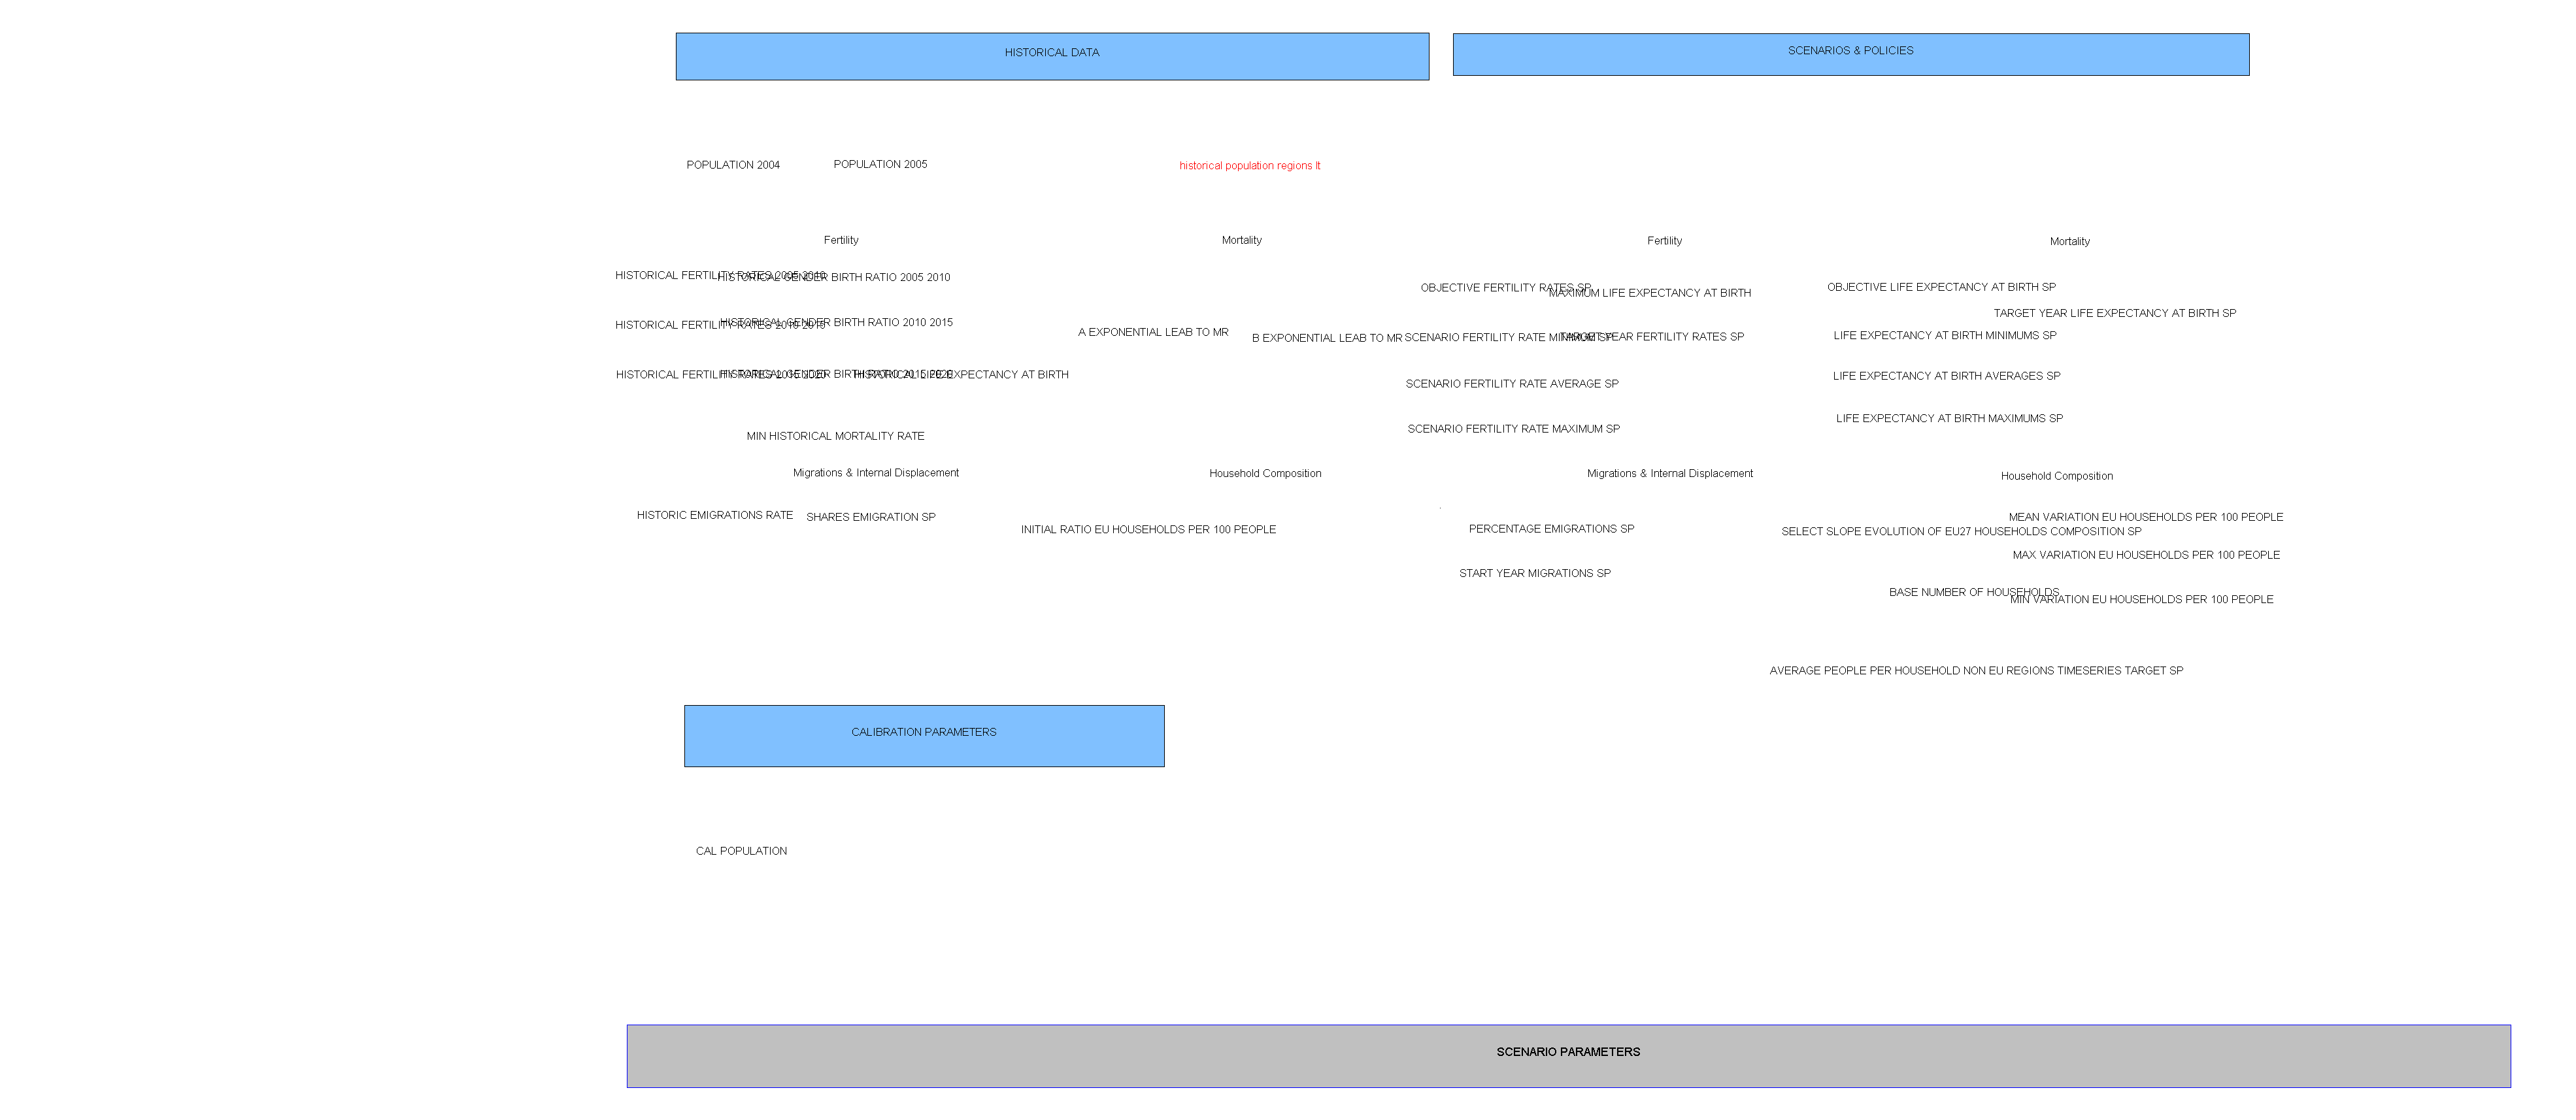 HISTORICAL DATA
SCENARIOS & POLICIES
POPULATION 2004
POPULATION 2005
historical population regions lt
Fertility
Mortality
Fertility
Mortality
HISTORICAL FERTILITY RATES 2005 2010
HISTORICAL GENDER BIRTH RATIO 2005 2010
OBJECTIVE FERTILITY RATES SP
MAXIMUM LIFE EXPECTANCY AT BIRTH
OBJECTIVE LIFE EXPECTANCY AT BIRTH SP
TARGET YEAR LIFE EXPECTANCY AT BIRTH SP
HISTORICAL FERTILITY RATES 2010 2015
HISTORICAL GENDER BIRTH RATIO 2010 2015
A EXPONENTIAL LEAB TO MR
B EXPONENTIAL LEAB TO MR
SCENARIO FERTILITY RATE MINIMUM SP
TARGET YEAR FERTILITY RATES SP
LIFE EXPECTANCY AT BIRTH MINIMUMS SP
HISTORICAL FERTILITY RATES 2015 2020
HISTORICAL GENDER BIRTH RATIO 2015 2020
HISTORICAL LIFE EXPECTANCY AT BIRTH
SCENARIO FERTILITY RATE AVERAGE SP
LIFE EXPECTANCY AT BIRTH AVERAGES SP
LIFE EXPECTANCY AT BIRTH MAXIMUMS SP
SCENARIO FERTILITY RATE MAXIMUM SP
MIN HISTORICAL MORTALITY RATE
Migrations & Internal Displacement
Household Composition
Migrations & Internal Displacement
Household Composition
HISTORIC EMIGRATIONS RATE
SHARES EMIGRATION SP
INITIAL RATIO EU HOUSEHOLDS PER 100 PEOPLE
PERCENTAGE EMIGRATIONS SP
MEAN VARIATION EU HOUSEHOLDS PER 100 PEOPLE
SELECT SLOPE EVOLUTION OF EU27 HOUSEHOLDS COMPOSITION SP
MAX VARIATION EU HOUSEHOLDS PER 100 PEOPLE
START YEAR MIGRATIONS SP
BASE NUMBER OF HOUSEHOLDS
MIN VARIATION EU HOUSEHOLDS PER 100 PEOPLE
AVERAGE PEOPLE PER HOUSEHOLD NON EU REGIONS TIMESERIES TARGET SP
CALIBRATION PARAMETERS
CAL POPULATION
SCENARIO PARAMETERS